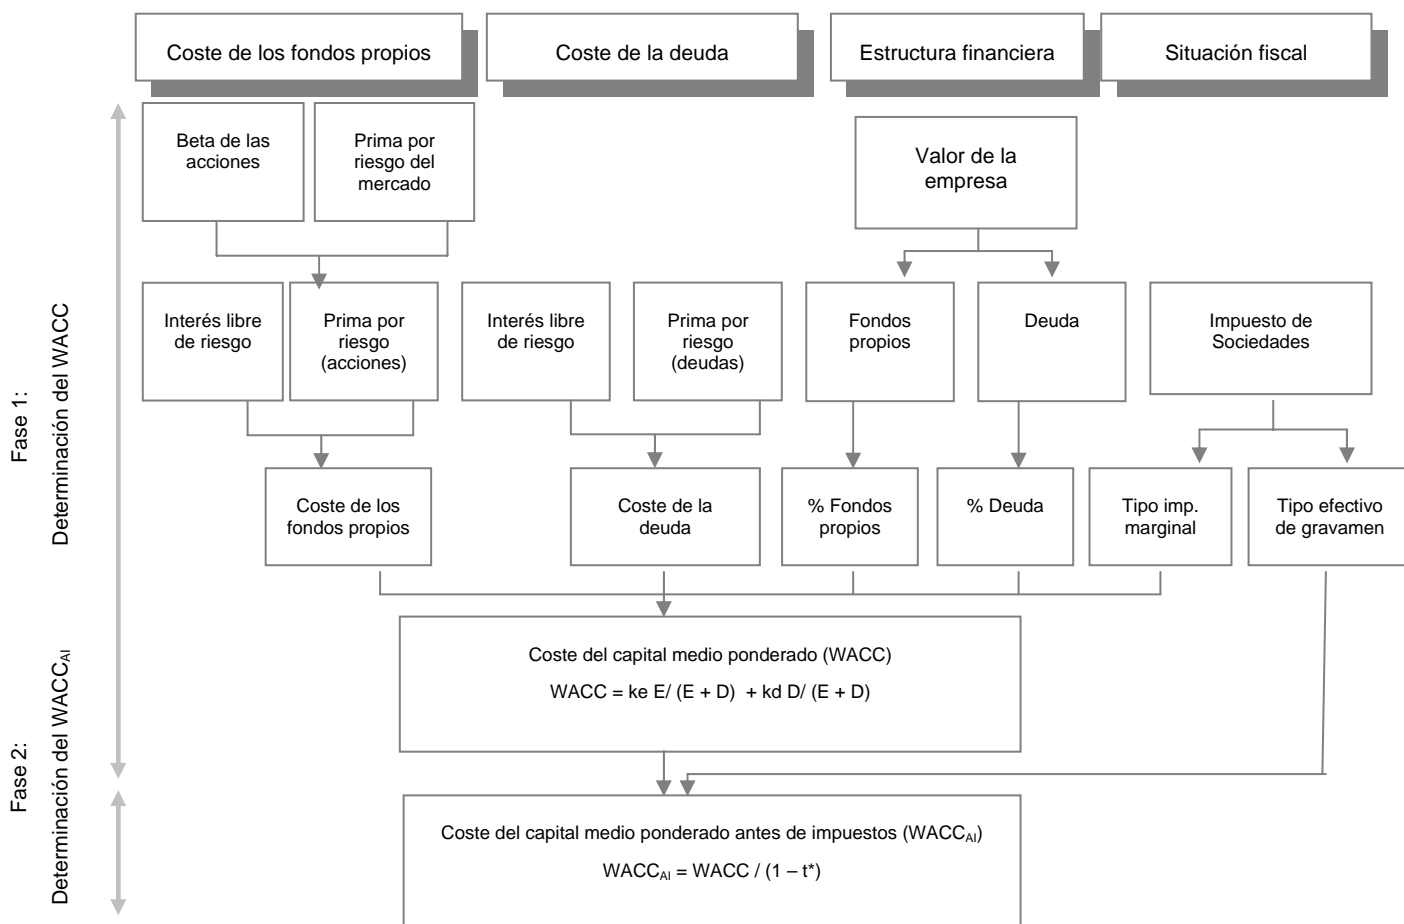 Coste de los fondos propios
Coste de la deuda
Estructura financiera
Situación fiscal
Beta de las
acciones
Prima por
riesgo del
mercado
Valor de la
empresa
Interés libre
de riesgo
Prima por
riesgo
(acciones)
Interés libre
de riesgo
Prima por
riesgo
(deudas)
Fondos
propios
Deuda
Impuesto de
Sociedades
Fase 1:
Determinación del WACC
Coste de los
fondos propios
Coste de la
deuda
% Fondos
propios
% Deuda
Tipo imp.
marginal
Tipo efectivo
de gravamen
Coste del capital medio ponderado (WACC)
WACC = ke E/ (E + D) + kd D/ (E + D)
Fase 2:
Determinación del WACCAI
Coste del capital medio ponderado antes de impuestos (WACCAI)
WACCAI = WACC / (1 – t*)